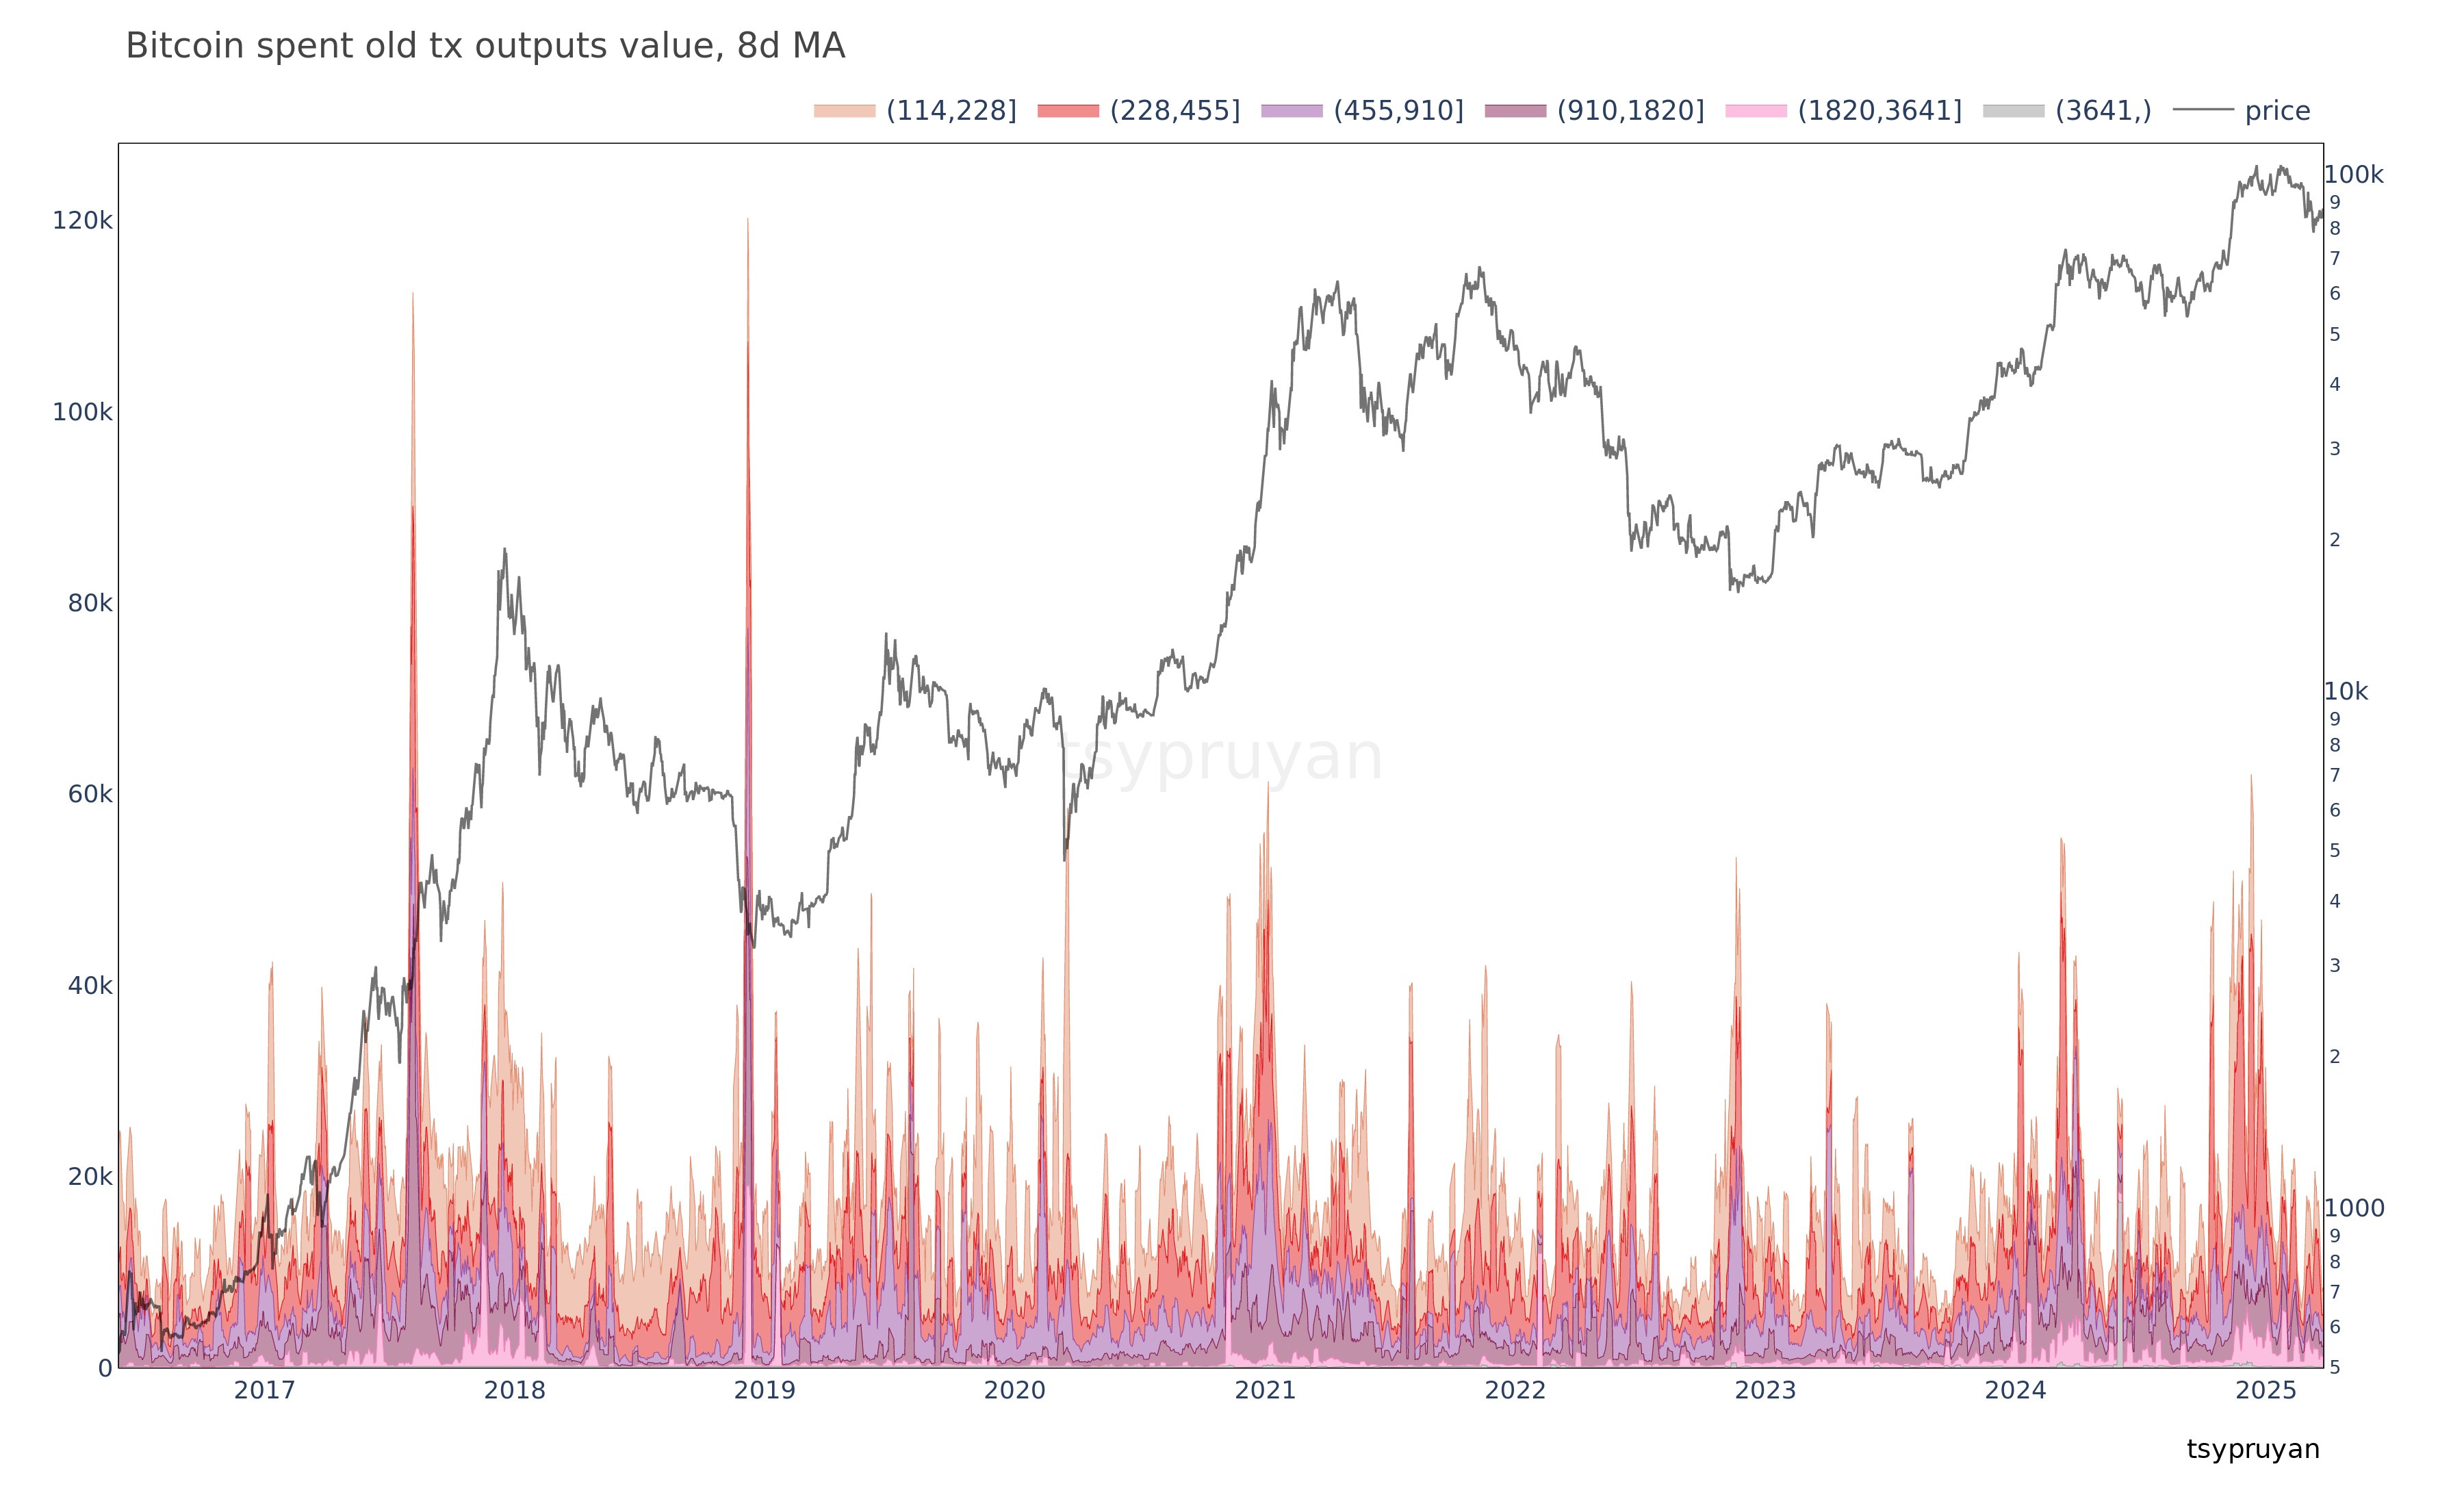 Bitcoin spent old tx outputs value, 8d MA
(114,228] (228,455] (455,910] (910,1820] (1820,3641] (3641,) price
120k
100k
80k
60k
40k
20k
0
100k
9
8
7
6
5
4
3
2
10k
9
8
7
6
5
4
3
2
1000
9
8
7
6
5
tsypruyan
2017 2018 2019 2020 2021 2022 2023 2024 2025
tsypruyan